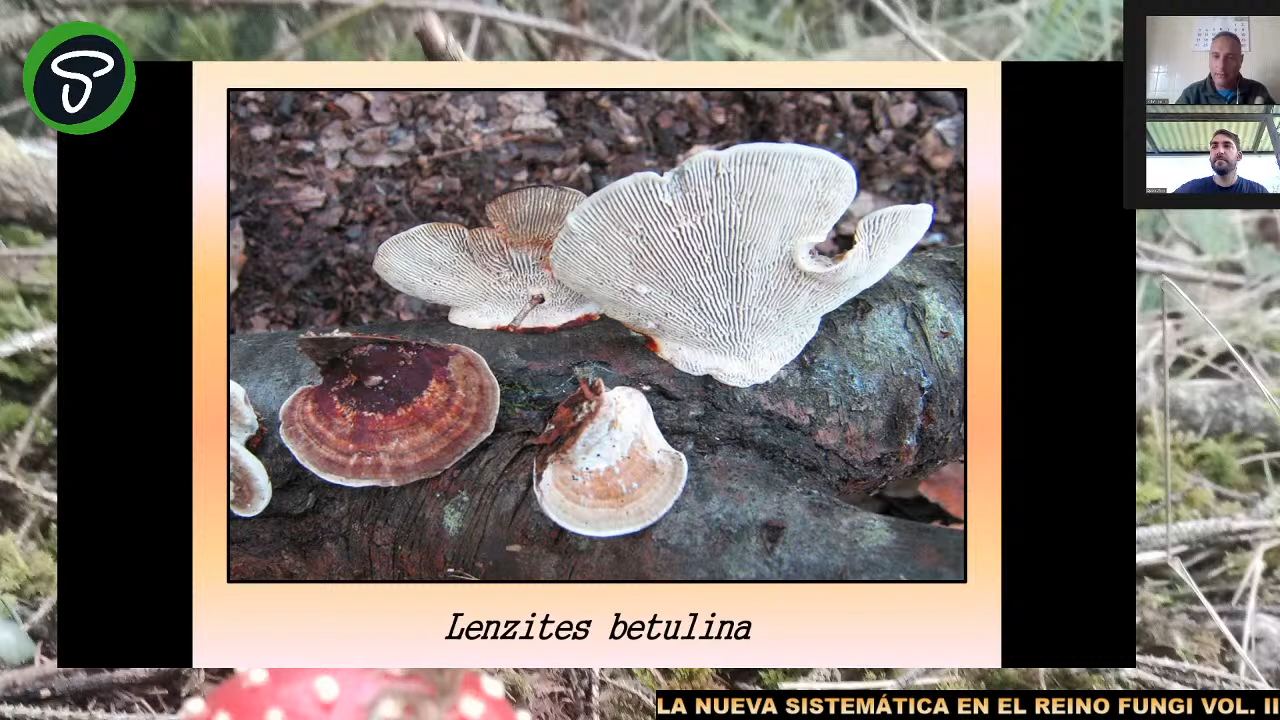 Lenzites betulina
LA NUEVA SISTEMÁTICA EN EL REINO FUNGI VOL. II